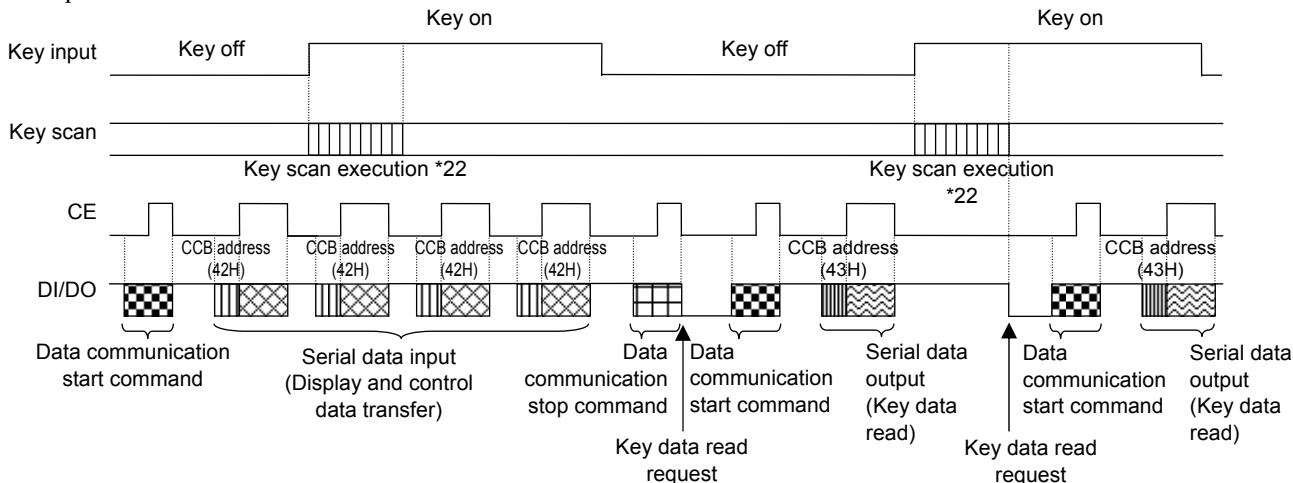 Key on
Key on
Key input
Key off
Key off
Key scan
Key scan execution *22
Key scan execution
*22
CE
CCB address
(42H)
CCB address
(42H)
CCB address
(42H)
CCB address
(42H)
CCB address
(43H)
CCB address
(43H)
DI/DO
Data communication
start command
Serial data input
(Display and control
data transfer)
Data
communication
stop command
Data
communication
start command
Serial data
output
(Key data
read)
Data
communication
start command
Serial data
output
(Key data
read)
Key data read
request
Key data read
request